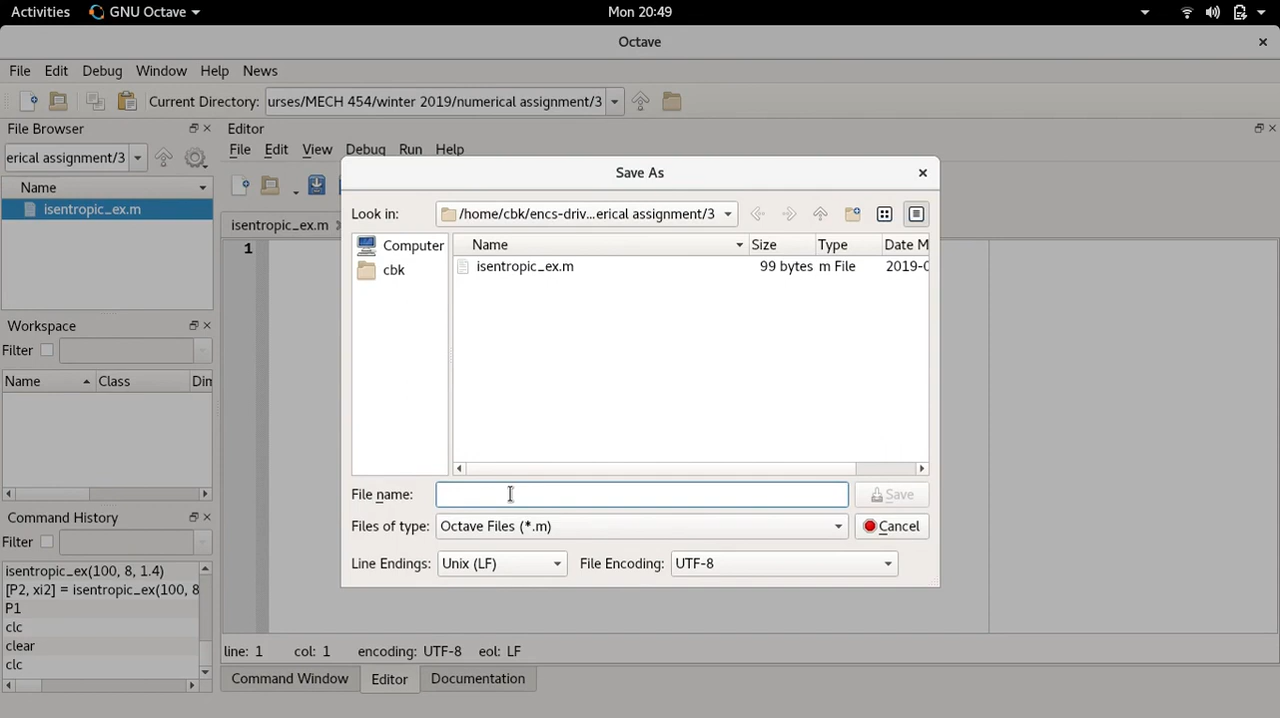 Activities GNU Octave Mon 20:49
Octave
File Edit Debug Window Help News
Current Directory: urses/MECH 454/winter 2019/numerical assignment/3
File Browser
erical assignment/3
Name
isentropic_ex.m
Workspace
Filter
Name Class Din
Command History
Filter
isentropic_ex(100, 8, 1.4)
[P2, xi2] = isentropic_ex(100, 8
P1
clc
clear
clc
Editor
File Edit View Debug Run Help
isentropic_ex.m
1
Save As
Look in: /home/cbk/encs-driv...erical assignment/3
Computer
cbk
Name Size Type Date M
isentropic_ex.m 99 bytes m File 2019-0
File name: Save
Files of type: Octave Files (*.m) Cancel
Line Endings: Unix (LF) File Encoding: UTF-8
line: 1 col: 1 encoding: UTF-8 eol: LF
Command Window Editor Documentation